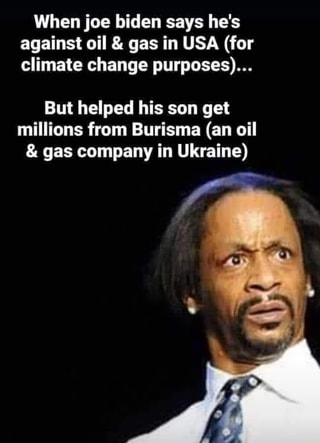 When joe biden says he's
against oil & gas in USA (for
climate change purposes)...
But helped his son get
millions from Burisma (an oil
& gas company in Ukraine)